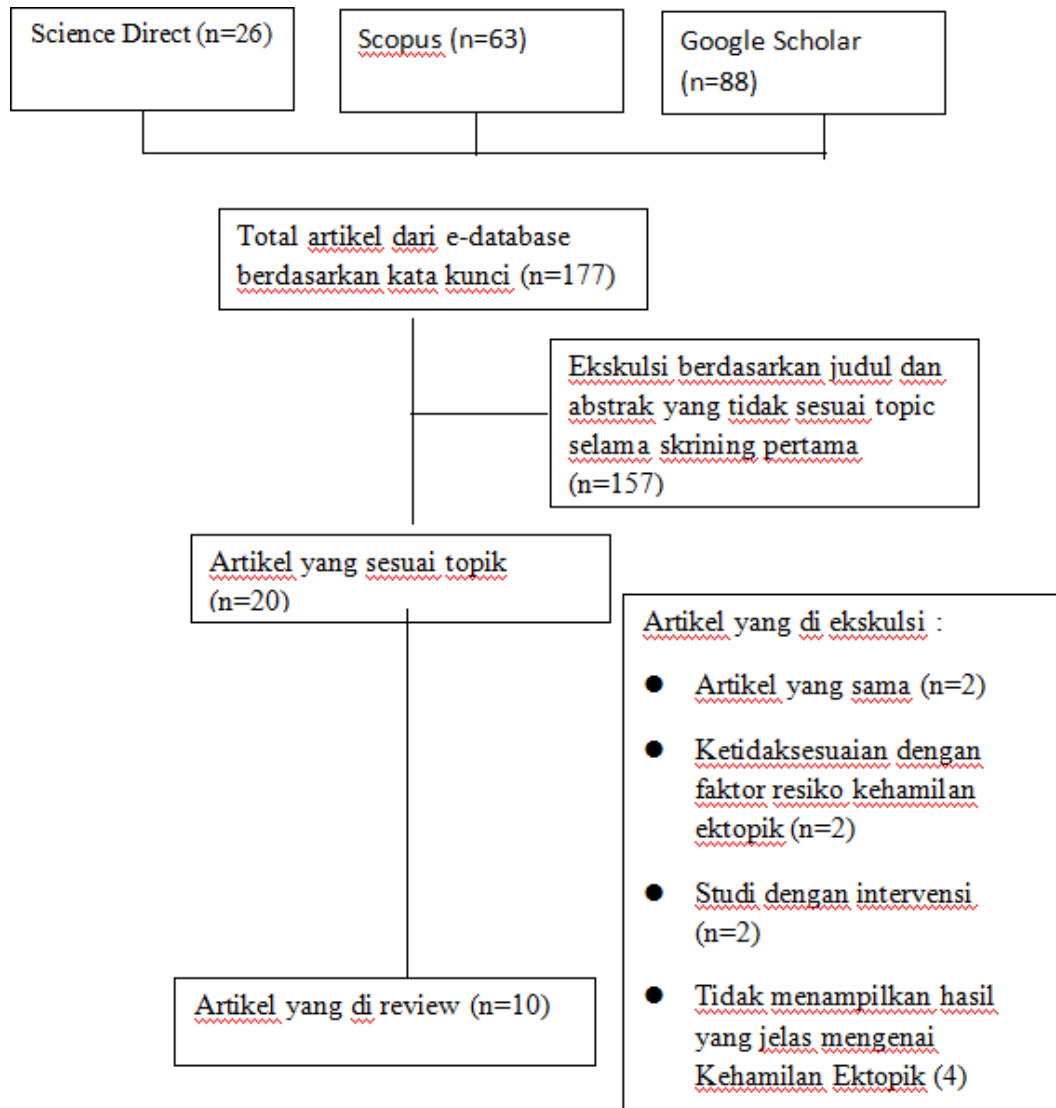 Science Direct (n=26)
Scopus (n=63)
Google Scholar
(n=88)
Total artikel dari e-database
berdasarkan kata kunci (n=177)
Ekskulsi berdasarkan judul dan
abstrak yang tidak sesuai topic
selama skrining pertama
(n=157)
Artikel yang sesuai topik
(n=20)
Artikel yang di ekskulsi :
● Artikel yang sama (n=2)
● Ketidaksesuaian dengan
faktor resiko kehamilan
ektopik (n=2)
● Studi dengan intervensi
(n=2)
● Tidak menampilkan hasil
yang jelas mengenai
Kehamilan Ektopik (4)
Artikel yang di review (n=10)